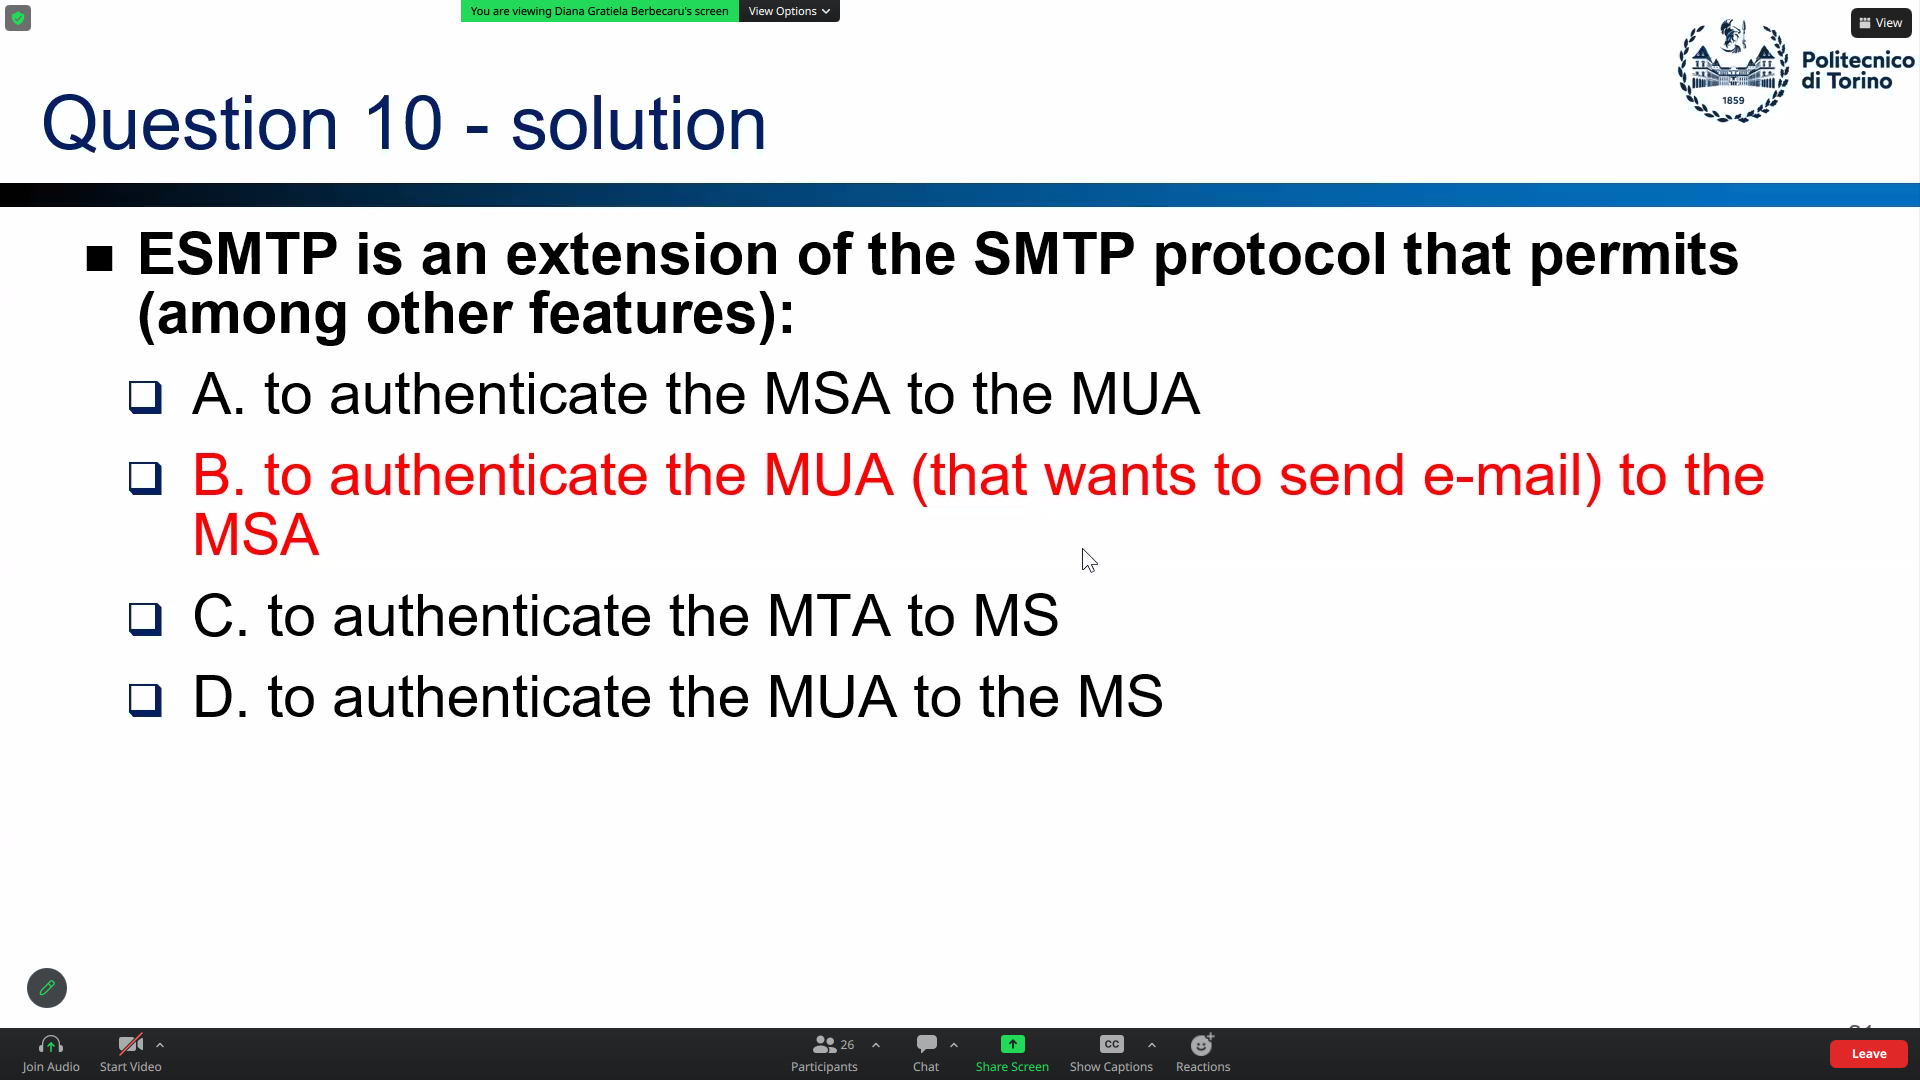 You are viewing Diana Gratiela Berbecaru's screen
View Options
View
Politecnico
di Torino
1859
Question 10 - solution
ESMTP is an extension of the SMTP protocol that permits
(among other features):
A. to authenticate the MSA to the MUA
B. to authenticate the MUA (that wants to send e-mail) to the
MSA
C. to authenticate the MTA to MS
D. to authenticate the MUA to the MS
Join Audio
Start Video
26
Participants
Chat
Share Screen
CC
Show Captions
Reactions
Leave